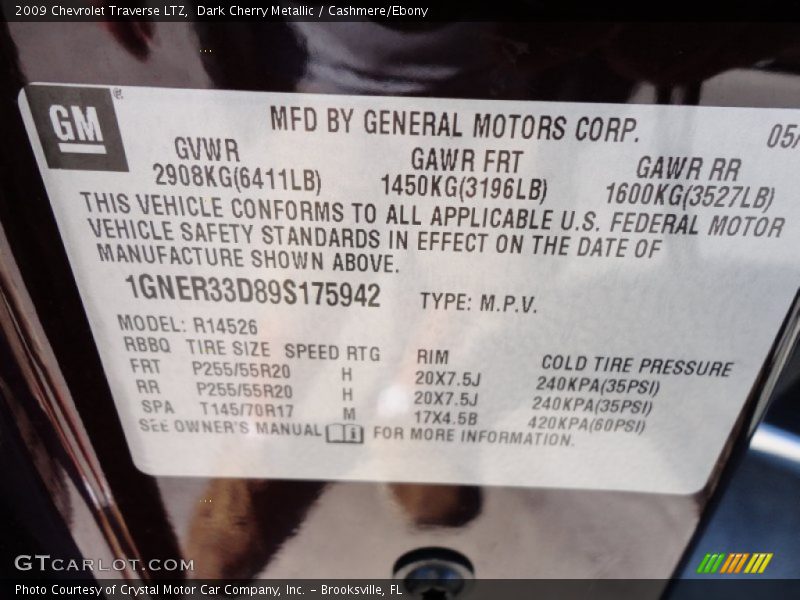 2009 Chevrolet Traverse LTZ, Dark Cherry Metallic / Cashmere/Ebony
GM ®
MFD BY GENERAL MOTORS CORP. 05/
GVWR GAWR FRT GAWR RR
2908KG(6411LB) 1450KG(3196LB) 1600KG(3527LB)
THIS VEHICLE CONFORMS TO ALL APPLICABLE U.S. FEDERAL MOTOR
VEHICLE SAFETY STANDARDS IN EFFECT ON THE DATE OF
MANUFACTURE SHOWN ABOVE.
1GNER33D89S175942 TYPE: M.P.V.
MODEL: R14526
RBBQ TIRE SIZE SPEED RTG RIM COLD TIRE PRESSURE
FRT P255/55R20 H 20X7.5J 240KPA(35PSI)
RR P255/55R20 H 20X7.5J 240KPA(35PSI)
SPA T145/70R17 M 17X4.5B 420KPA(60PSI)
SEE OWNER'S MANUAL i FOR MORE INFORMATION.
GTCARLOT.COM
Photo Courtesy of Crystal Motor Car Company, Inc. – Brooksville, FL